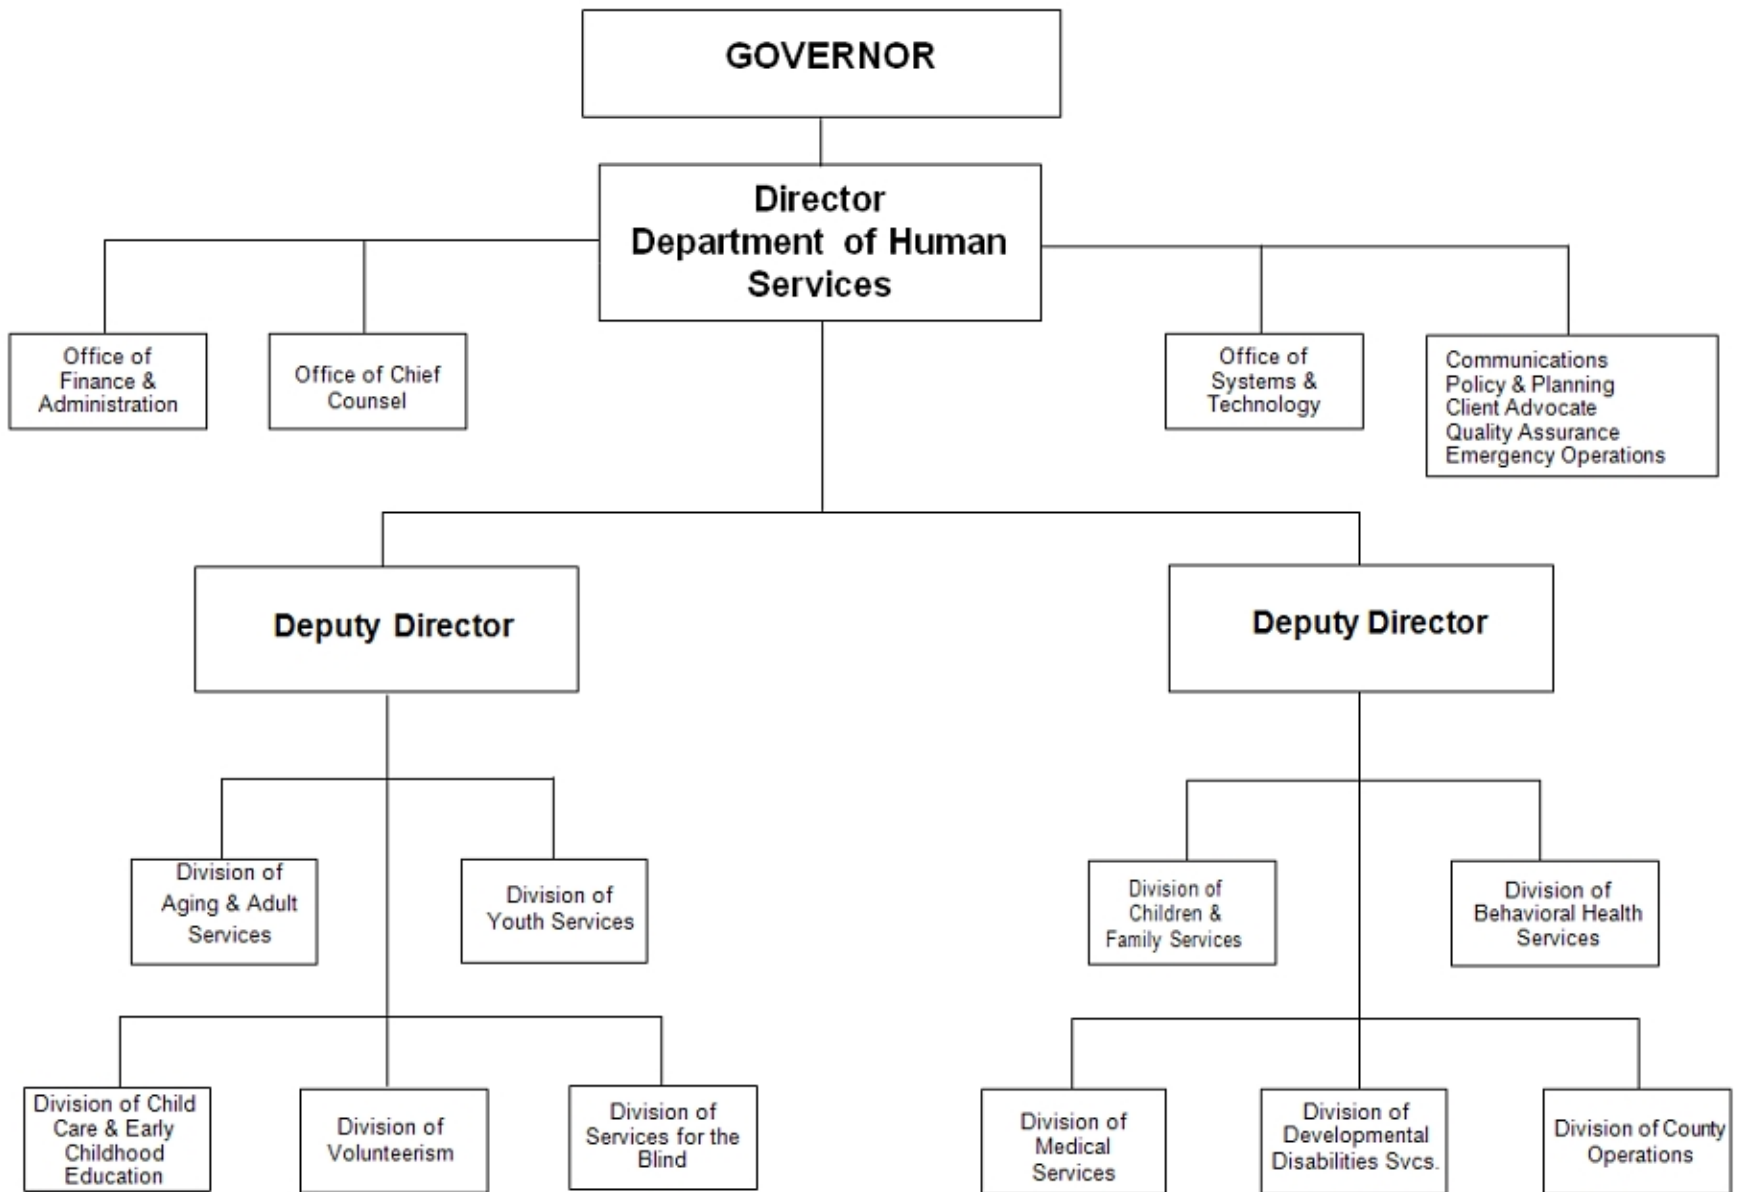 GOVERNOR
Director
Department of Human
Services
Office of
Finance &
Administration
Office of Chief
Counsel
Office of
Systems &
Technology
Communications
Policy & Planning
Client Advocate
Quality Assurance
Emergency Operations
Deputy Director
Deputy Director
Division of
Aging & Adult
Services
Division of
Youth Services
Division of
Children &
Family Services
Division of
Behavioral Health
Services
Division of Child
Care & Early
Childhood
Education
Division of
Volunteerism
Division of
Services for the
Blind
Division of
Medical
Services
Division of
Developmental
Disabilities Svcs.
Division of County
Operations